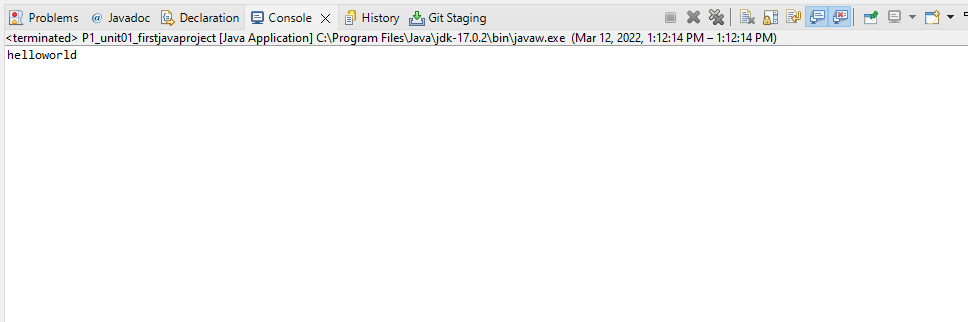 Problems @ Javadoc Declaration Console History Git Staging
<terminated> P1_unit01_firstjavaproject [Java Application] C:\Program Files\Java\jdk-17.0.2\bin\javaw.exe (Mar 12, 2022, 1:12:14 PM – 1:12:14 PM)
helloworld